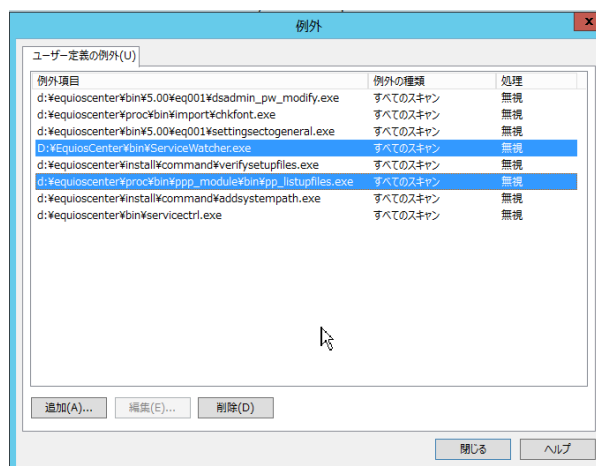 例外
x
ユーザー定義の例外(U)
例外項目 例外の種類 処理
d:¥equioscenter¥bin¥5.00¥eq001¥dsadmin_pw_modify.exe すべてのスキャン 無視
d:¥equioscenter¥proc¥bin¥import¥chkfont.exe すべてのスキャン 無視
d:¥equioscenter¥bin¥5.00¥eq001¥settingsectogeneral.exe すべてのスキャン 無視
D:¥EquiosCenter¥bin¥ServiceWatcher.exe すべてのスキャン 無視
d:¥equioscenter¥install¥command¥verifysetupfiles.exe すべてのスキャン 無視
d:¥equioscenter¥proc¥bin¥ppp_module¥bin¥pp_listupfiles.exe すべてのスキャン 無視
d:¥equioscenter¥install¥command¥addsystempath.exe すべてのスキャン 無視
d:¥equioscenter¥bin¥servicectrl.exe すべてのスキャン 無視
追加(A)... 編集(E)... 削除(D)
閉じる ヘルプ